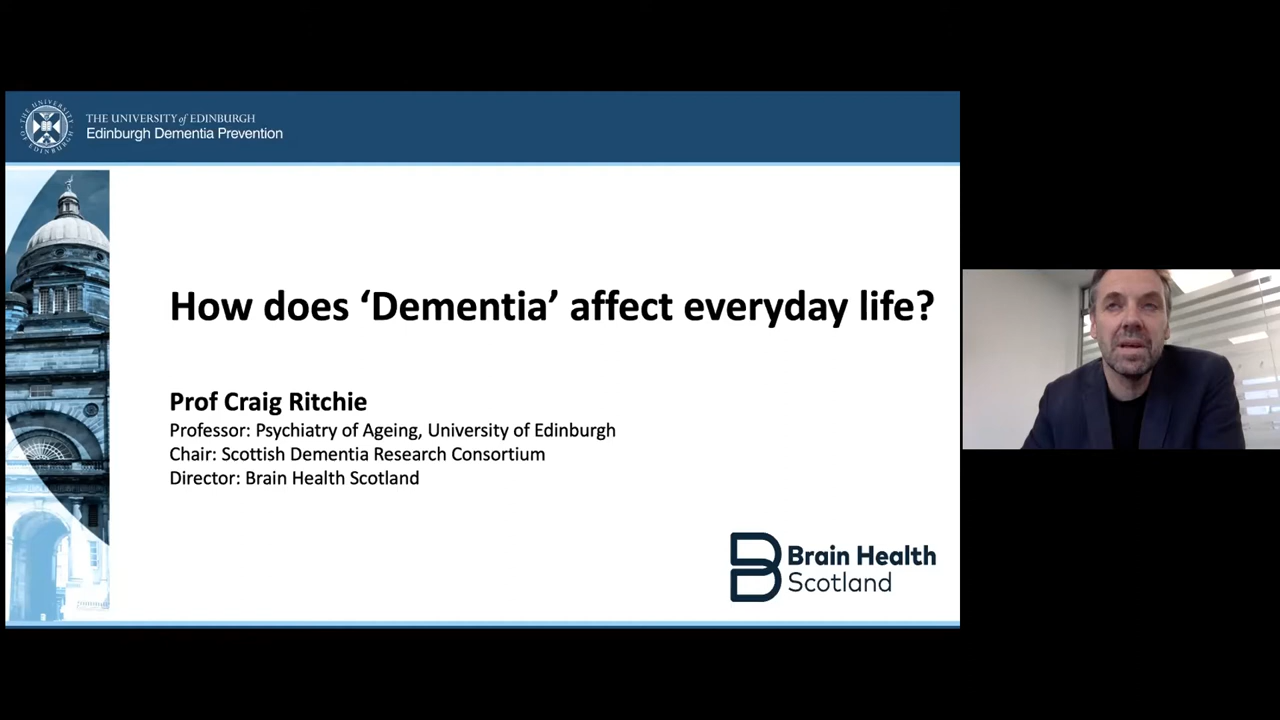 THE UNIVERSITY of EDINBURGH
Edinburgh Dementia Prevention
How does ‘Dementia’ affect everyday life?
Prof Craig Ritchie
Professor: Psychiatry of Ageing, University of Edinburgh
Chair: Scottish Dementia Research Consortium
Director: Brain Health Scotland
Brain Health
Scotland